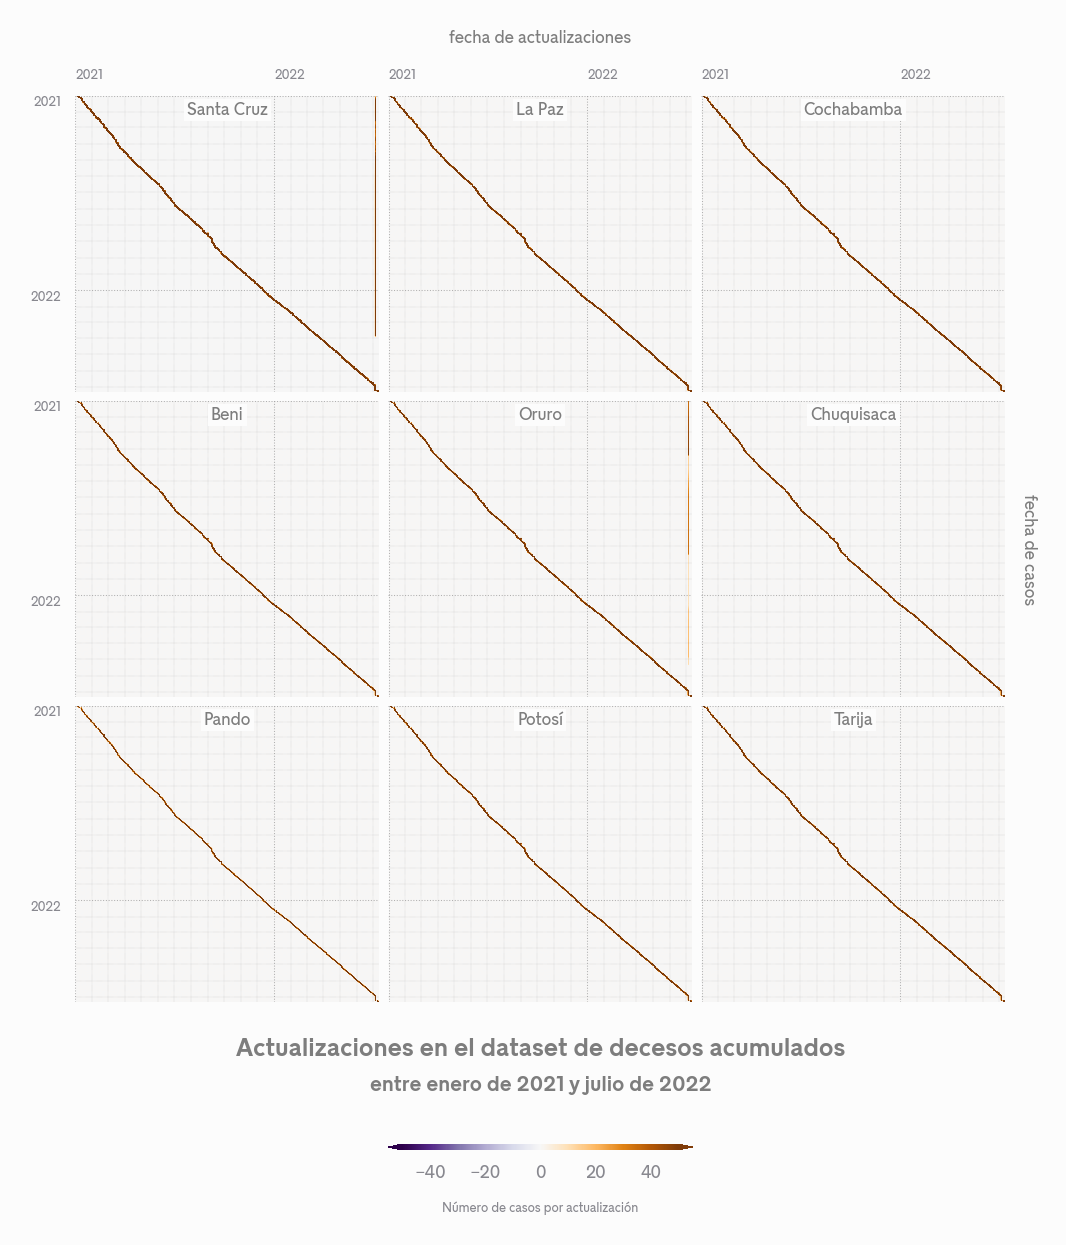 fecha de actualizaciones
2021 2022 2021 2022 2021 2022
2021 Santa Cruz La Paz Cochabamba
2022
2021 Beni Oruro Chuquisaca
fecha de casos
2022
2021 Pando Potosí Tarija
2022
Actualizaciones en el dataset de decesos acumulados
entre enero de 2021 y julio de 2022
−40 −20 0 20 40
Número de casos por actualización